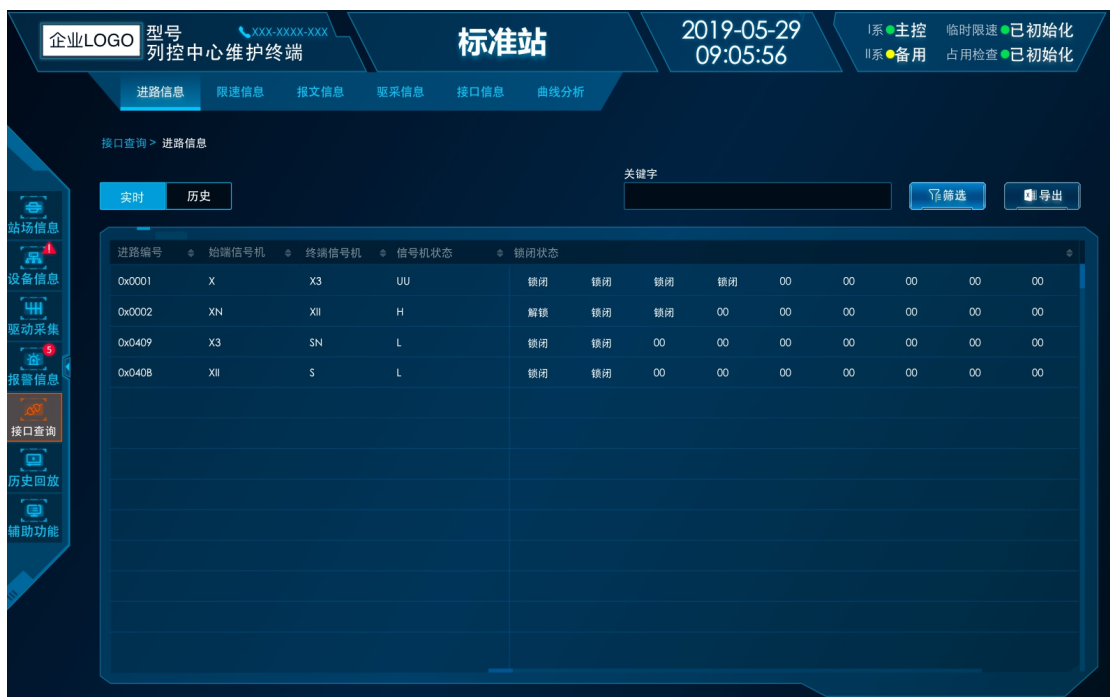 企业LOGO 型号 XXX-XXXX-XXX
列控中心维护终端
标准站
2019-05-29
09:05:56
I系 主控 临时限速 已初始化
II系 备用 占用检查 已初始化
进路信息 限速信息 报文信息 驱采信息 接口信息 曲线分析
接口查询 > 进路信息
关键字
实时 历史 筛选 导出
站场信息
!
设备信息
驱动采集
5
报警信息
接口查询
历史回放
辅助功能
进路编号 始端信号机 终端信号机 信号机状态 锁闭状态
0x0001 X X3 UU 锁闭 锁闭 锁闭 锁闭 00 00 00 00 00
0x0002 XN XII H 解锁 锁闭 锁闭 00 00 00 00 00 00
0x0409 X3 SN L 锁闭 锁闭 00 00 00 00 00 00 00
0x040B XII S L 锁闭 锁闭 00 00 00 00 00 00 00